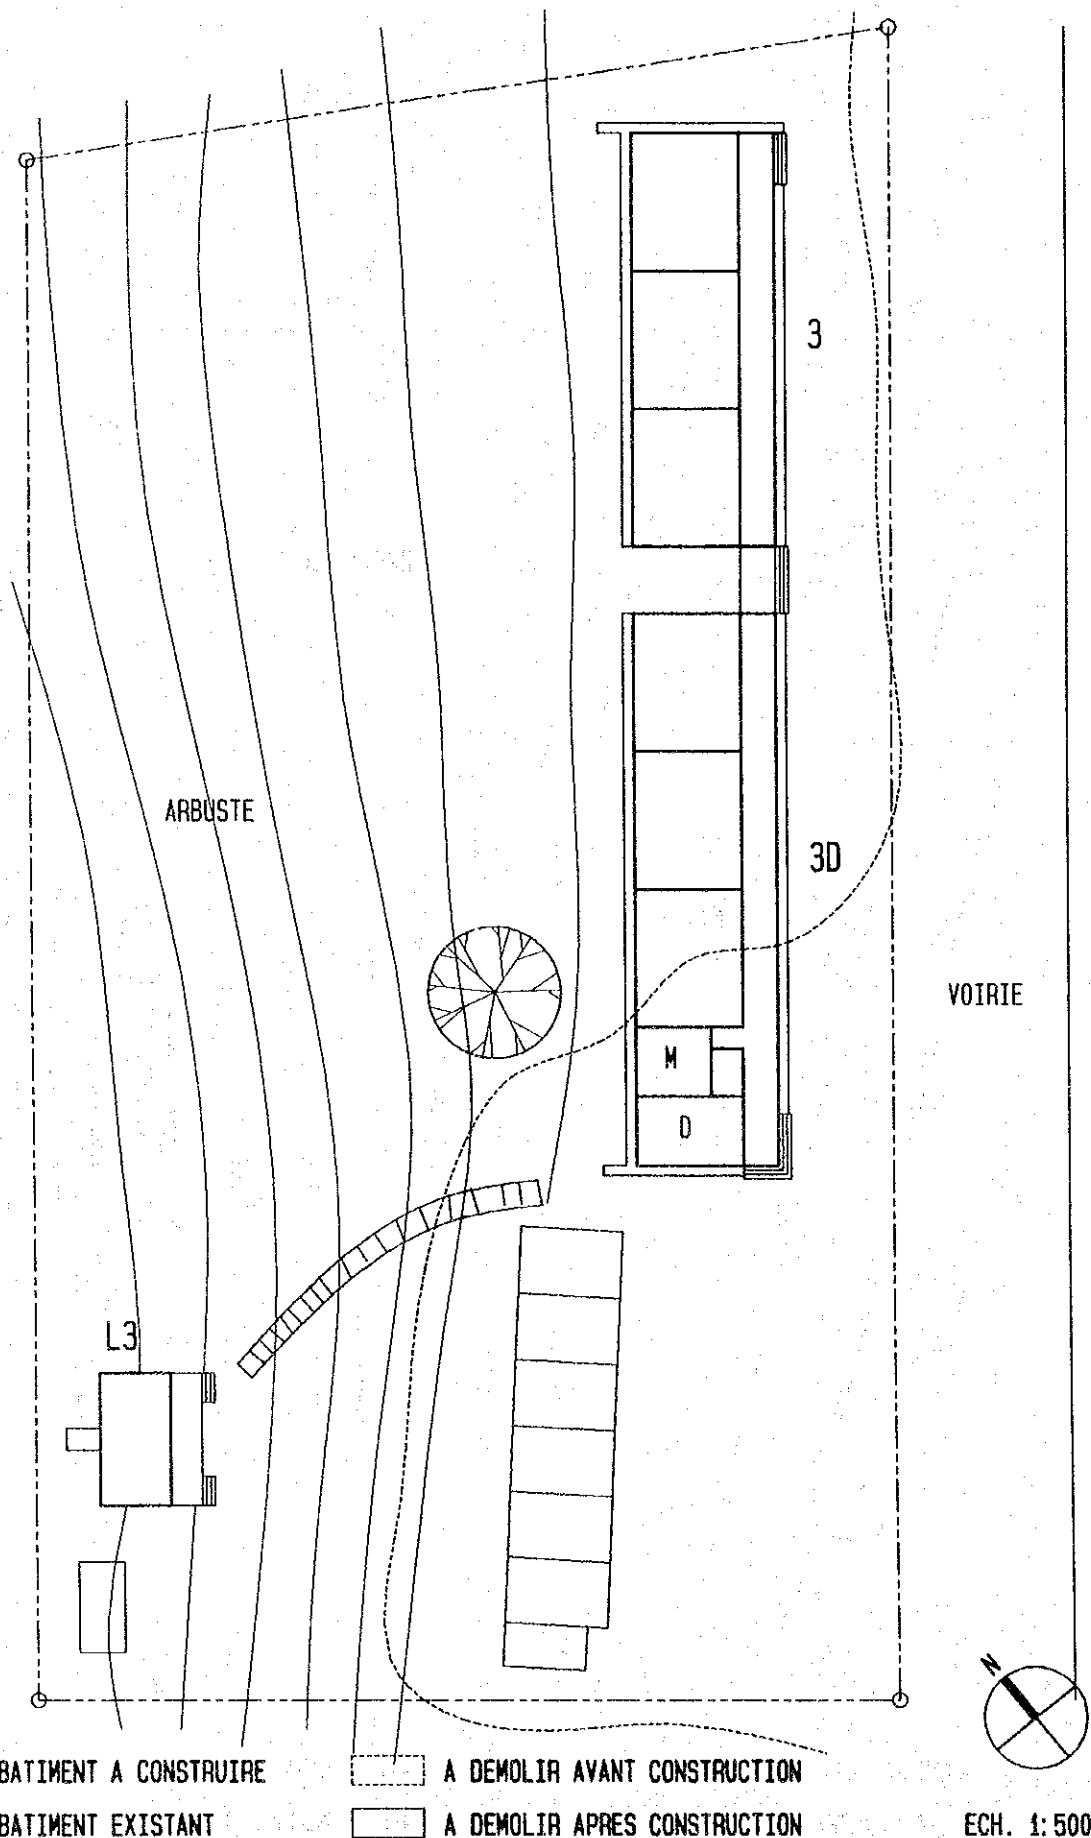 3
ARBUSTE
3D
VOIRIE
M
D
L3
N
BATIMENT A CONSTRUIRE
A DEMOLIR AVANT CONSTRUCTION
BATIMENT EXISTANT
A DEMOLIR APRES CONSTRUCTION
ECH. 1:500